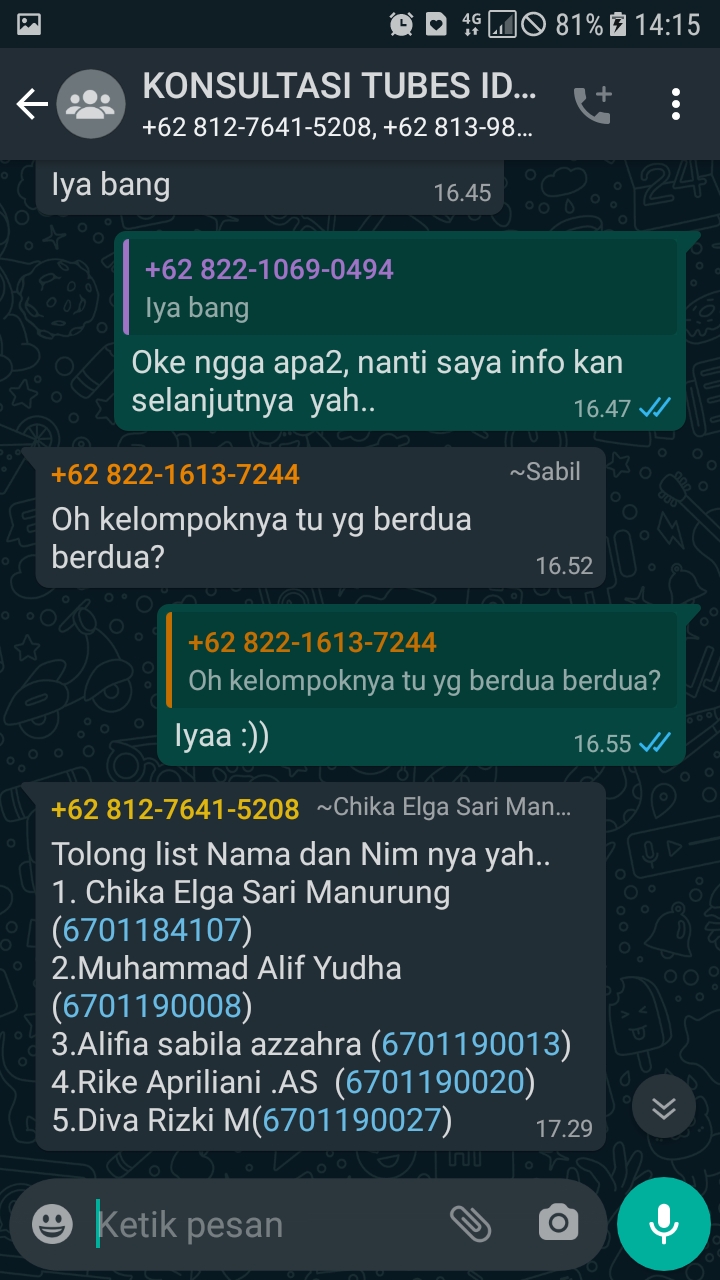 4G 81% 14:15
KONSULTASI TUBES ID...
+62 812-7641-5208, +62 813-98...
Iya bang
16.45
+62 822-1069-0494
Iya bang
Oke ngga apa2, nanti saya info kan
selanjutnya yah..
16.47
+62 822-1613-7244 ~Sabil
Oh kelompoknya tu yg berdua
berdua?
16.52
+62 822-1613-7244
Oh kelompoknya tu yg berdua berdua?
Iyaa :))
16.55
+62 812-7641-5208 ~Chika Elga Sari Man...
Tolong list Nama dan Nim nya yah..
1. Chika Elga Sari Manurung
(6701184107)
2.Muhammad Alif Yudha
(6701190008)
3.Alifia sabila azzahra (6701190013)
4.Rike Apriliani .AS (6701190020)
5.Diva Rizki M(6701190027)
17.29
Ketik pesan